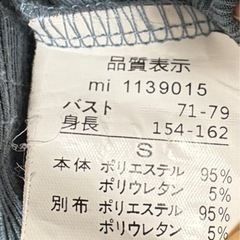 品質表示
mi 1139015
バスト 71-79
身長 154-162
S
本体 ポリエステル 95%
ポリウレタン 5%
別布 ポリエステル 95%
ポリウレタン 5%